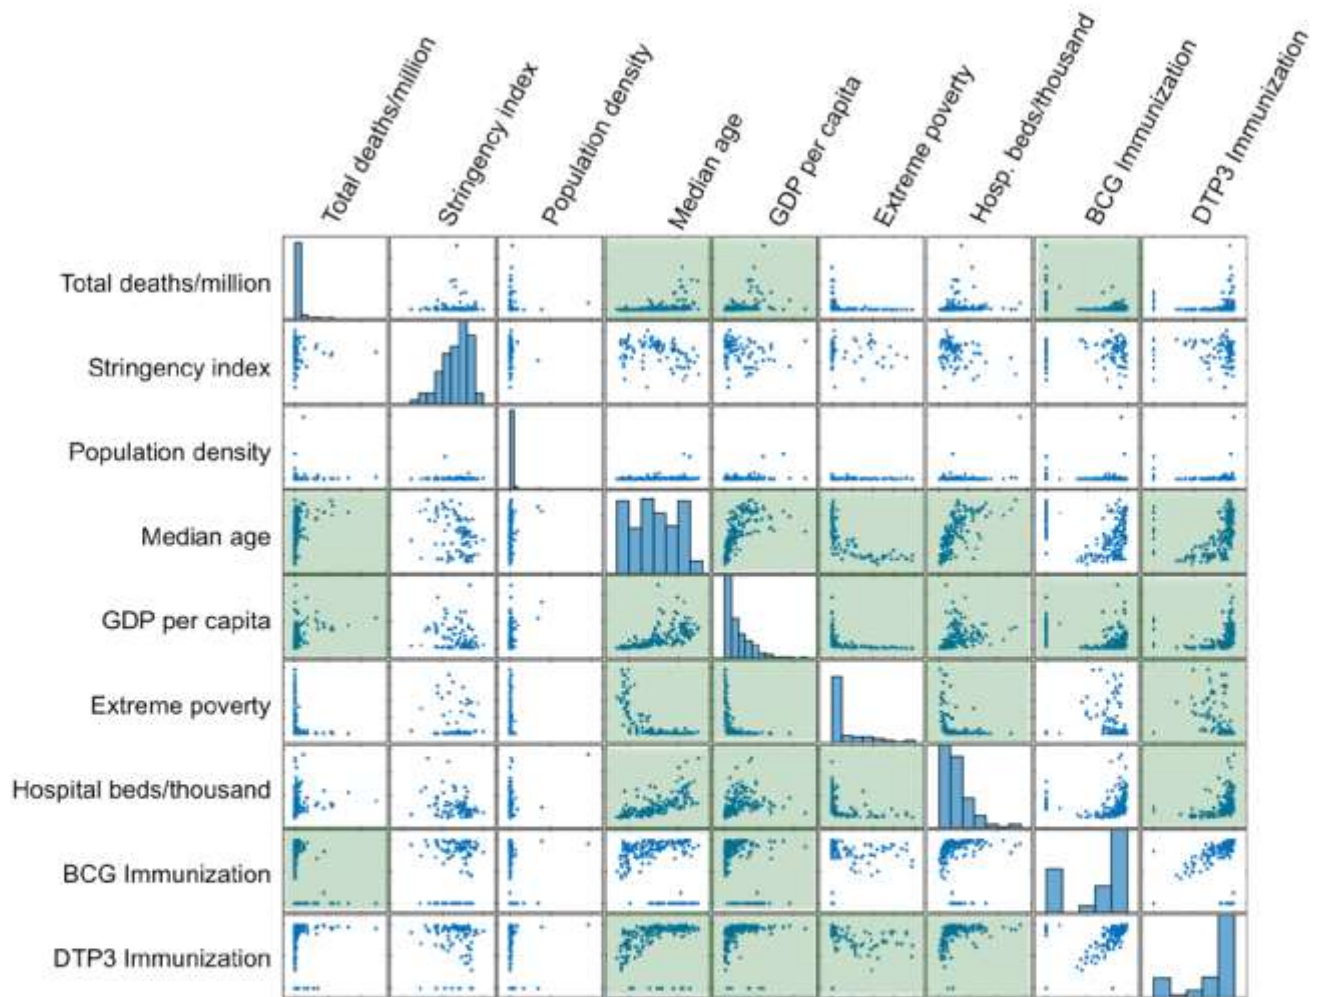 Total deaths/million
Stringency index
Population density
Median age
GDP per capita
Extreme poverty
Hosp. beds/thousand
BCG Immunization
DTP3 Immunization
Total deaths/million
Stringency index
Population density
Median age
GDP per capita
Extreme poverty
Hospital beds/thousand
BCG Immunization
DTP3 Immunization